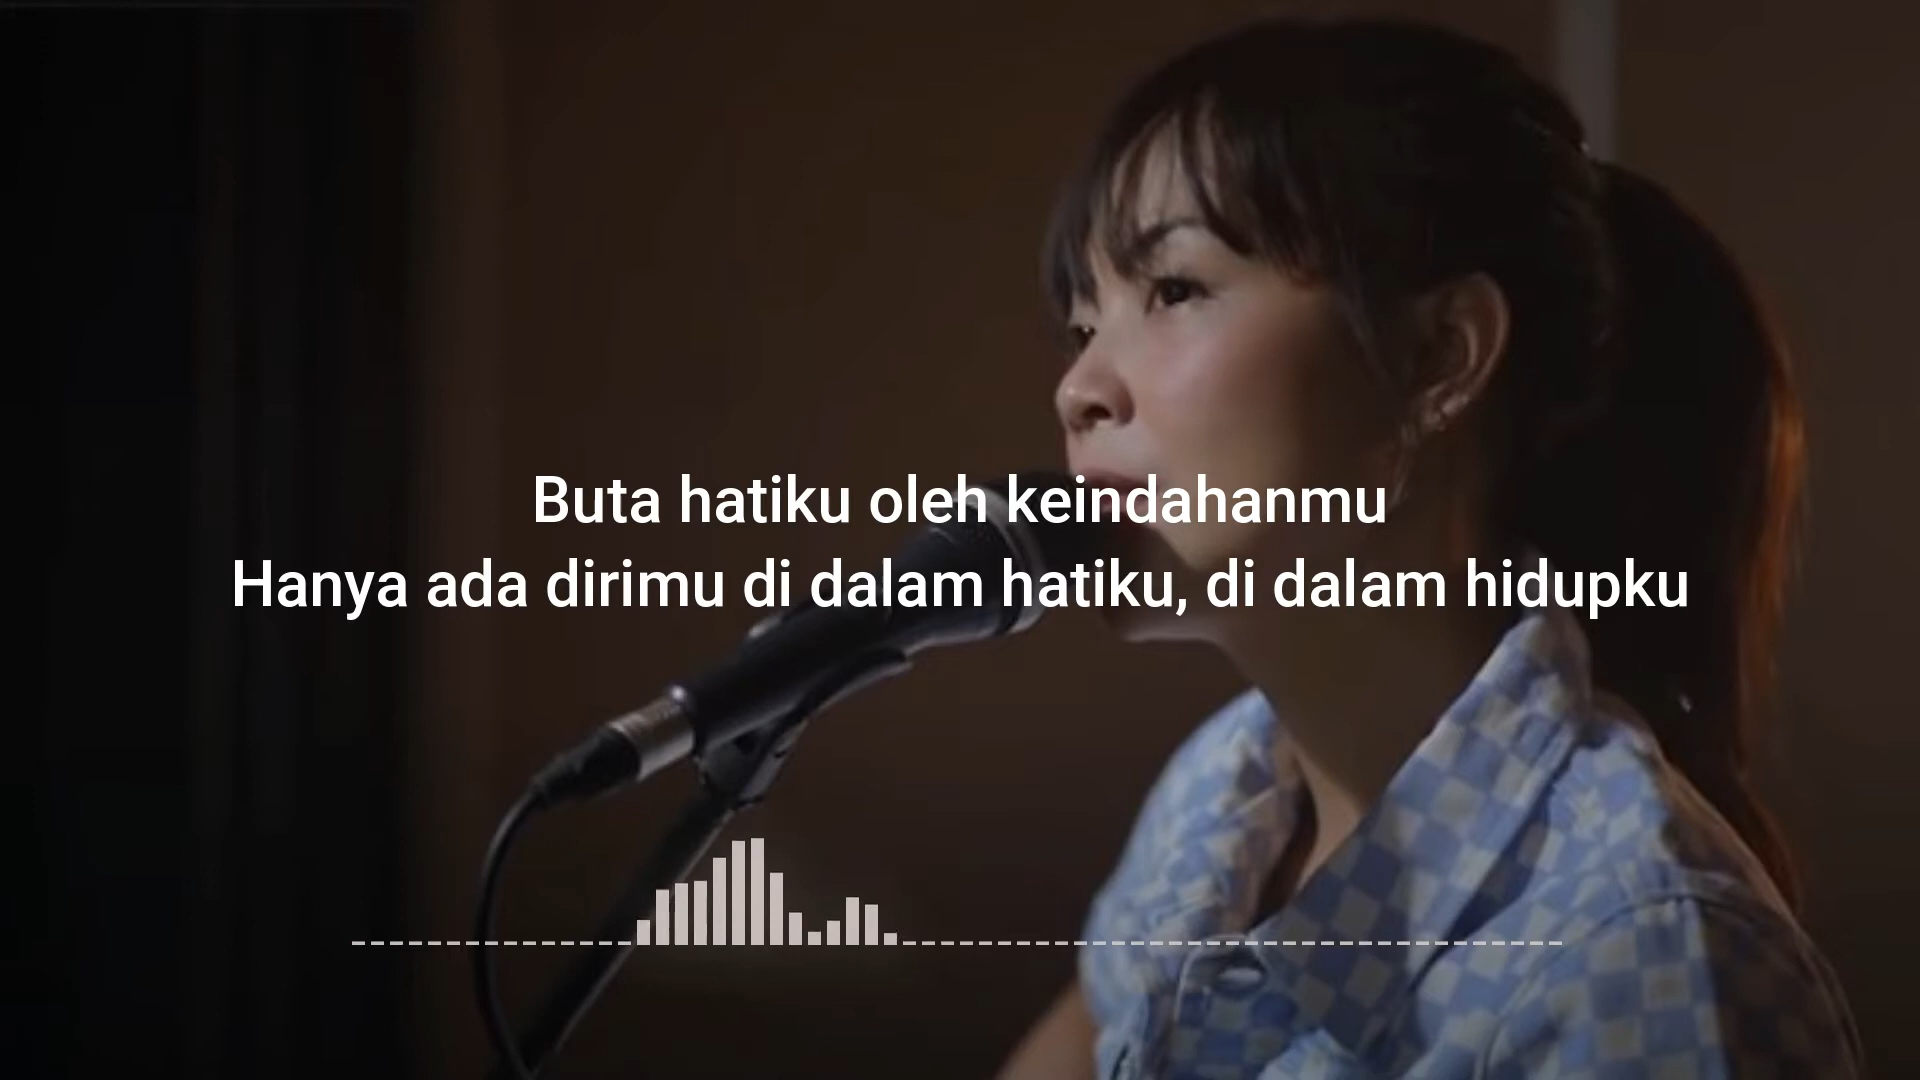 Buta hatiku oleh keindahanmu
Hanya ada dirimu di dalam hatiku, di dalam hidupku